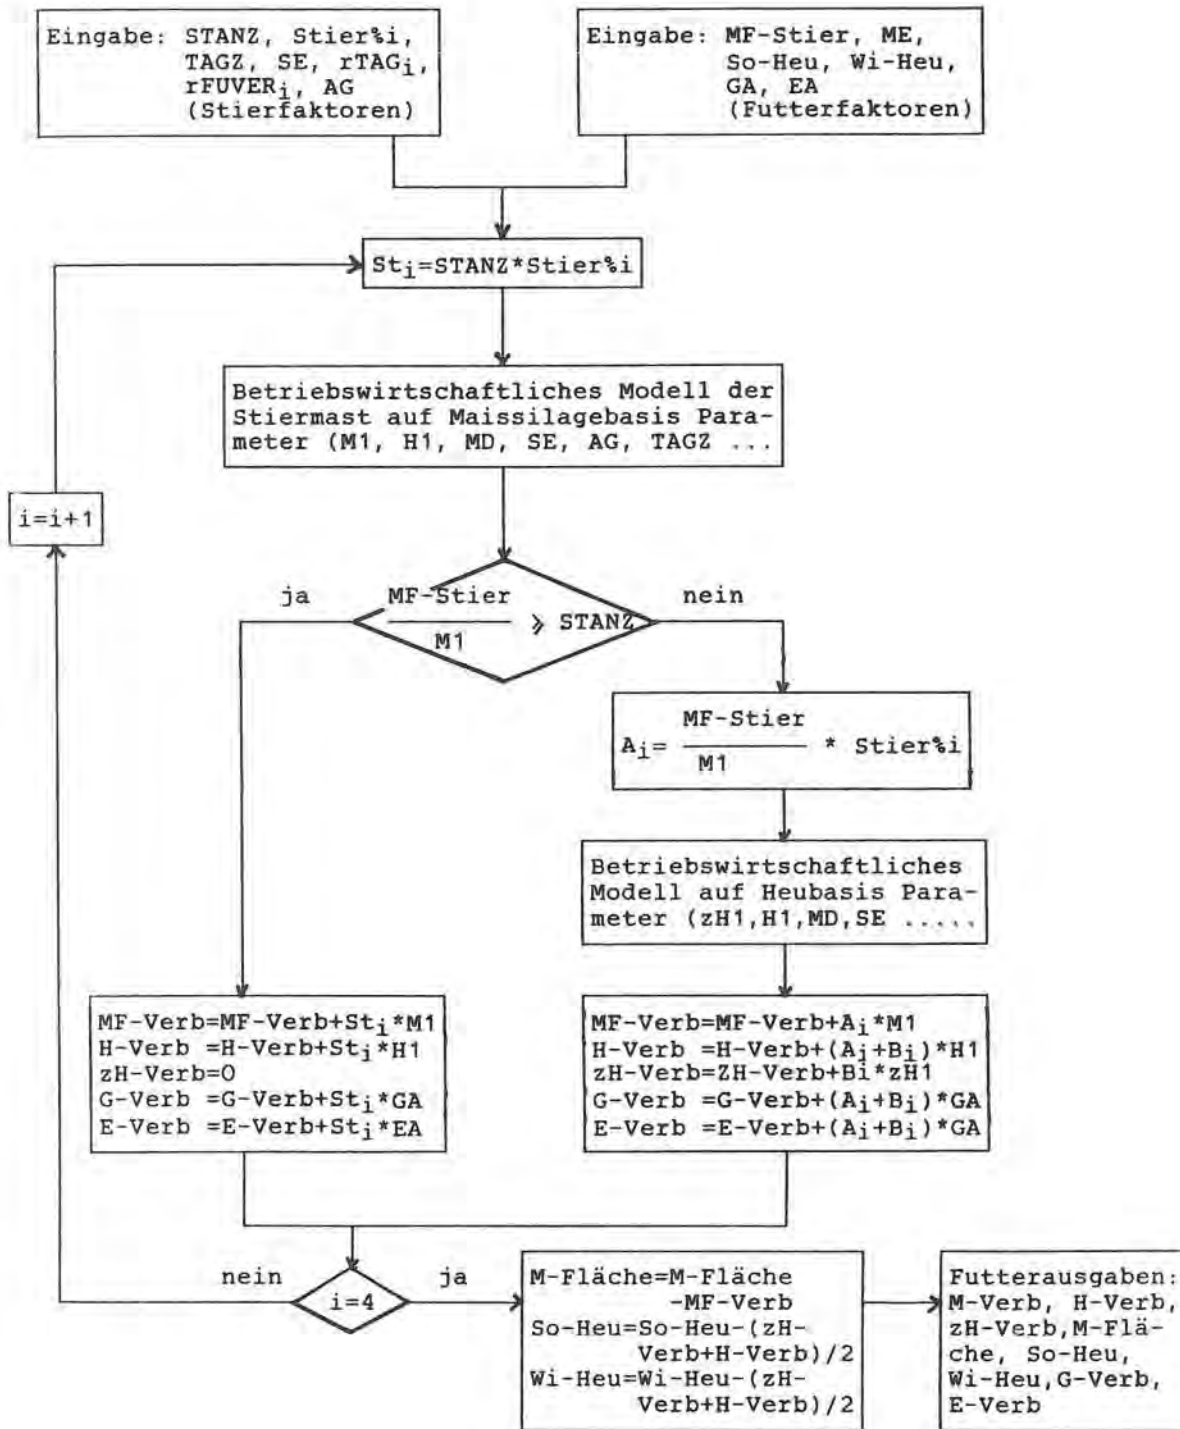 Eingabe: STANZ, Stier%i,
TAGZ, SE, rTAGi,
rFUVERi, AG
(Stierfaktoren)
Eingabe: MF-Stier, ME,
So-Heu, Wi-Heu,
GA, EA
(Futterfaktoren)
Sti=STANZ*Stier%i
Betriebswirtschaftliches Modell der
Stiermast auf Maissilagebasis Para-
meter (M1, H1, MD, SE, AG, TAGZ ...
i=i+1
ja
MF-Stier
M1
⩾ STANZ
nein
MF-Stier
Ai= * Stier%i
M1
Betriebswirtschaftliches
Modell auf Heubasis Para-
meter (zH1,H1,MD,SE .....
MF-Verb=MF-Verb+Sti*M1
H-Verb =H-Verb+Sti*H1
zH-Verb=O
G-Verb =G-Verb+Sti*GA
E-Verb =E-Verb+Sti*EA
MF-Verb=MF-Verb+Ai*M1
H-Verb =H-Verb+(Ai+Bi)*H1
zH-Verb=ZH-Verb+Bi*zH1
G-Verb =G-Verb+(Ai+Bi)*GA
E-Verb =E-Verb+(Ai+Bi)*GA
nein
i=4
ja
M-Fläche=M-Fläche
-MF-Verb
So-Heu=So-Heu-(zH-
Verb+H-Verb)/2
Wi-Heu=Wi-Heu-(zH-
Verb+H-Verb)/2
Futterausgaben:
M-Verb, H-Verb,
zH-Verb,M-Flä-
che, So-Heu,
Wi-Heu,G-Verb,
E-Verb